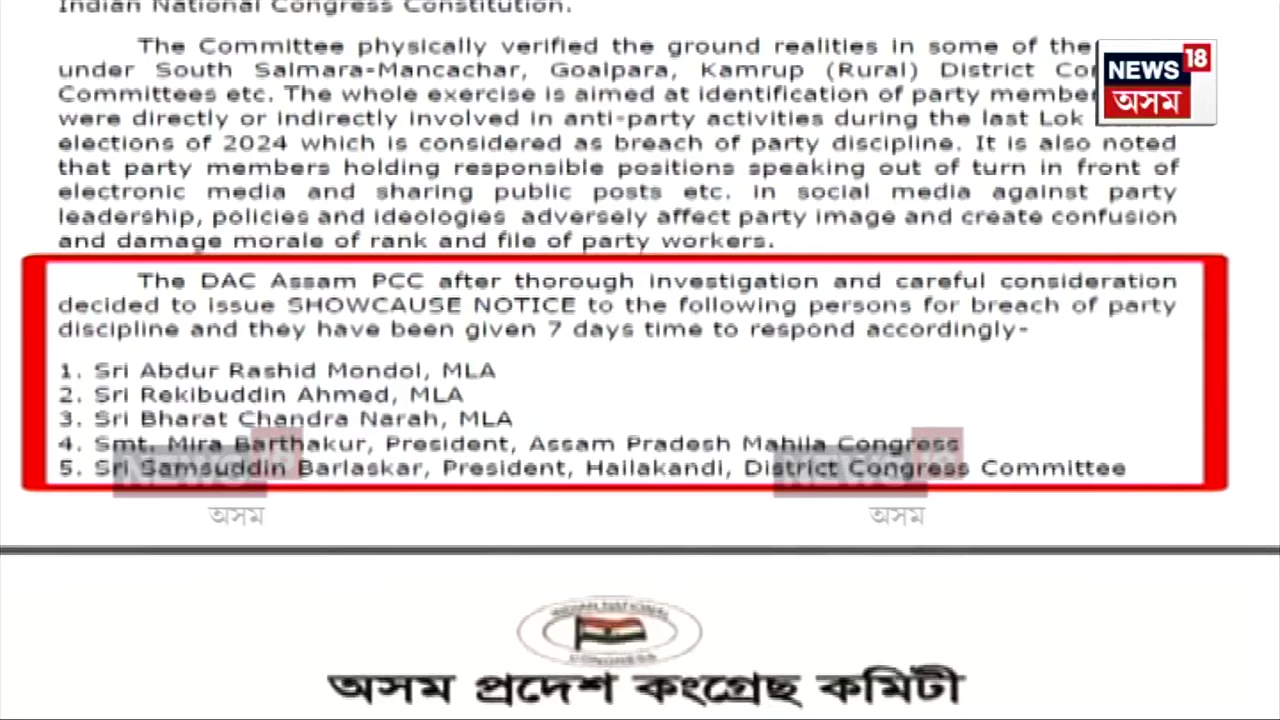 Indian National Congress Constitution.
The Committee physically verified the ground realities in some of the
under South Salmara-Mancachar, Goalpara, Kamrup (Rural) District
Committees etc. The whole exercise is aimed at identification of party
were directly or indirectly involved in anti-party activities during the last Lok
elections of 2024 which is considered as breach of party discipline. It is also noted
that party members holding responsible positions speaking out of turn in front of
electronic media and sharing public posts etc. in social media against party
leadership, policies and ideologies adversely affect party image and create confusion
and damage morale of rank and file of party workers.
NEWS 18
অসম
The DAC Assam PCC after thorough investigation and careful consideration
decided to issue SHOWCAUSE NOTICE to the following persons for breach of party
discipline and they have been given 7 days time to respond accordingly-
1. Sri Abdur Rashid Mondol, MLA
2. Sri Rekibuddin Ahmed, MLA
3. Sri Bharat Chandra Narah, MLA
4. Smt. Mira Barthakur, President, Assam Pradesh Mahila Congress
5. Sri Samsuddin Barlaskar, President, Hailakandi, District Congress Committee
অসম
অসম
INDIAN NATIONAL
CONGRESS
অসম প্ৰদেশ কংগ্ৰেছ কমিটী